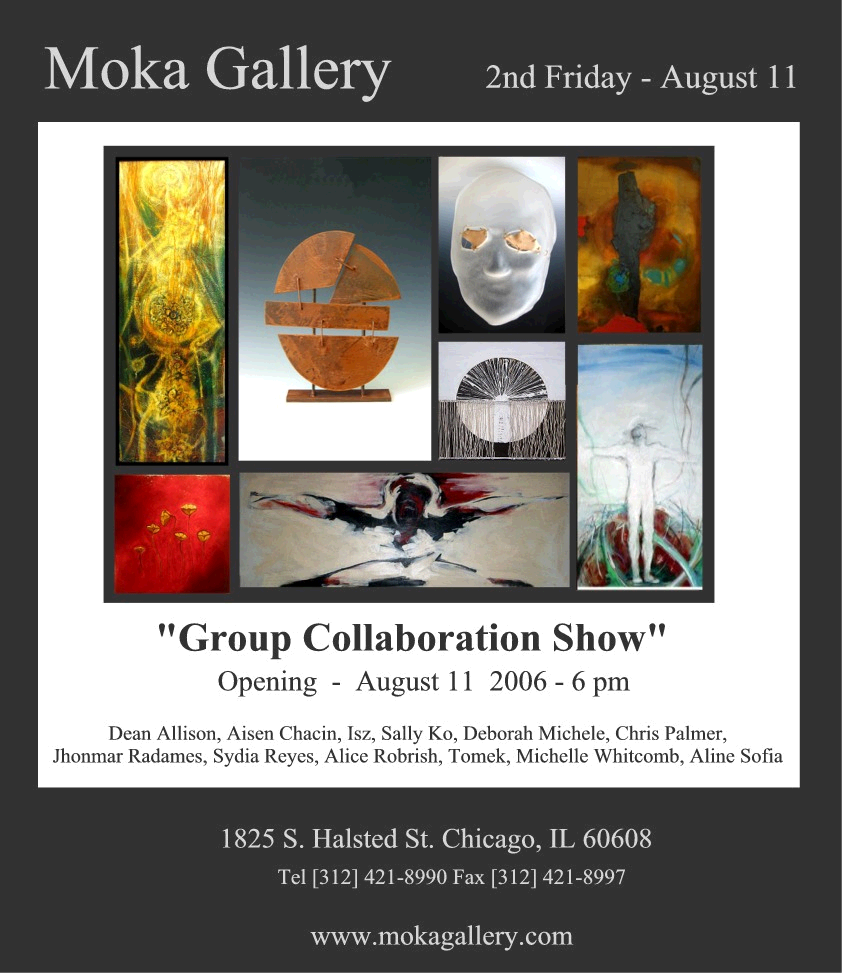 Moka Gallery
2nd Friday - August 11
"Group Collaboration Show"
Opening - August 11 2006 - 6 pm
Dean Allison, Aisen Chacin, Isz, Sally Ko, Deborah Michele, Chris Palmer,
Jhonmar Radames, Sydia Reyes, Alice Robrish, Tomek, Michelle Whitcomb, Aline Sofia
1825 S. Halsted St. Chicago, IL 60608
Tel [312] 421-8990 Fax [312] 421-8997
www.mokagallery.com